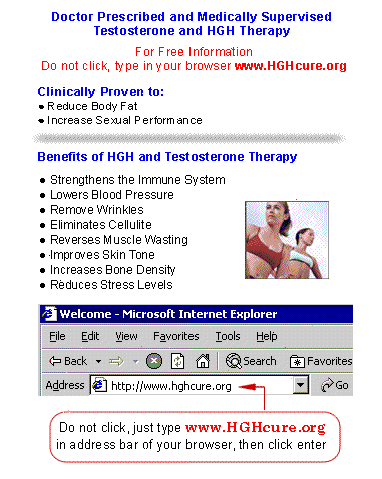 Doctor Prescribed and Medically Supervised
Testosterone and HGH Therapy
For Free Information
Do not click, type in your browser www.HGHcure.org
Clinically Proven to:
● Reduce Body Fat
● Increase Sexual Performance
Benefits of HGH and Testosterone Therapy
● Strengthens the Immune System
● Lowers Blood Pressure
● Remove Wrinkles
● Eliminates Cellulite
● Reverses Muscle Wasting
● Improves Skin Tone
● Increases Bone Density
● Reduces Stress Levels
Welcome - Microsoft Internet Explorer
File Edit View Favorites Tools Help
Back Search Favorites
Address http://www.hghcure.org Go
Do not click, just type www.HGHcure.org
in address bar of your browser, then click enter